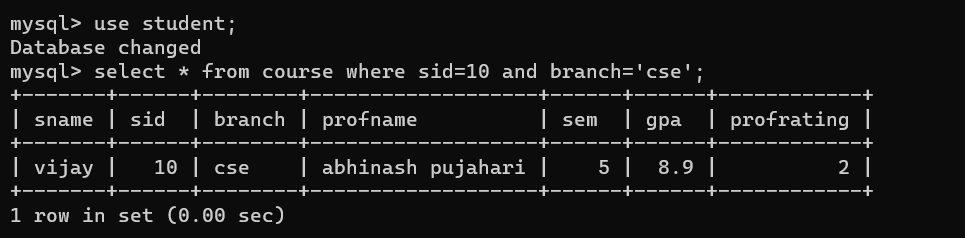 mysql> use student;
Database changed
mysql> select * from course where sid=10 and branch='cse';
+-------+------+--------+-------------------+------+------+------------+
| sname | sid  | branch | profname          | sem  | gpa  | profrating |
+-------+------+--------+-------------------+------+------+------------+
| vijay |   10 | cse    | abhinash pujahari |    5 |  8.9 |          2 |
+-------+------+--------+-------------------+------+------+------------+
1 row in set (0.00 sec)